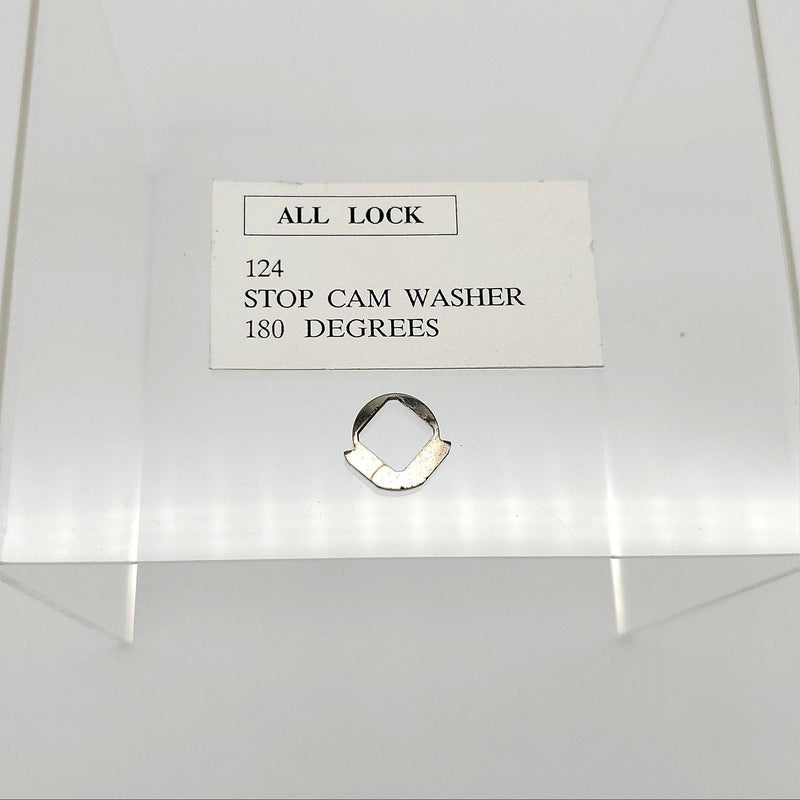 ALL LOCK
124
STOP CAM WASHER
180 DEGREES